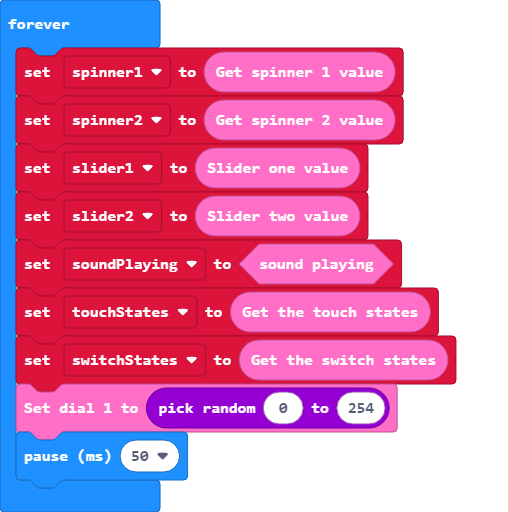 forever
set spinner1 to Get spinner 1 value
set spinner2 to Get spinner 2 value
set slider1 to Slider one value
set slider2 to Slider two value
set soundPlaying to sound playing
set touchStates to Get the touch states
set switchStates to Get the switch states
Set dial 1 to pick random 0 to 254
pause (ms) 50